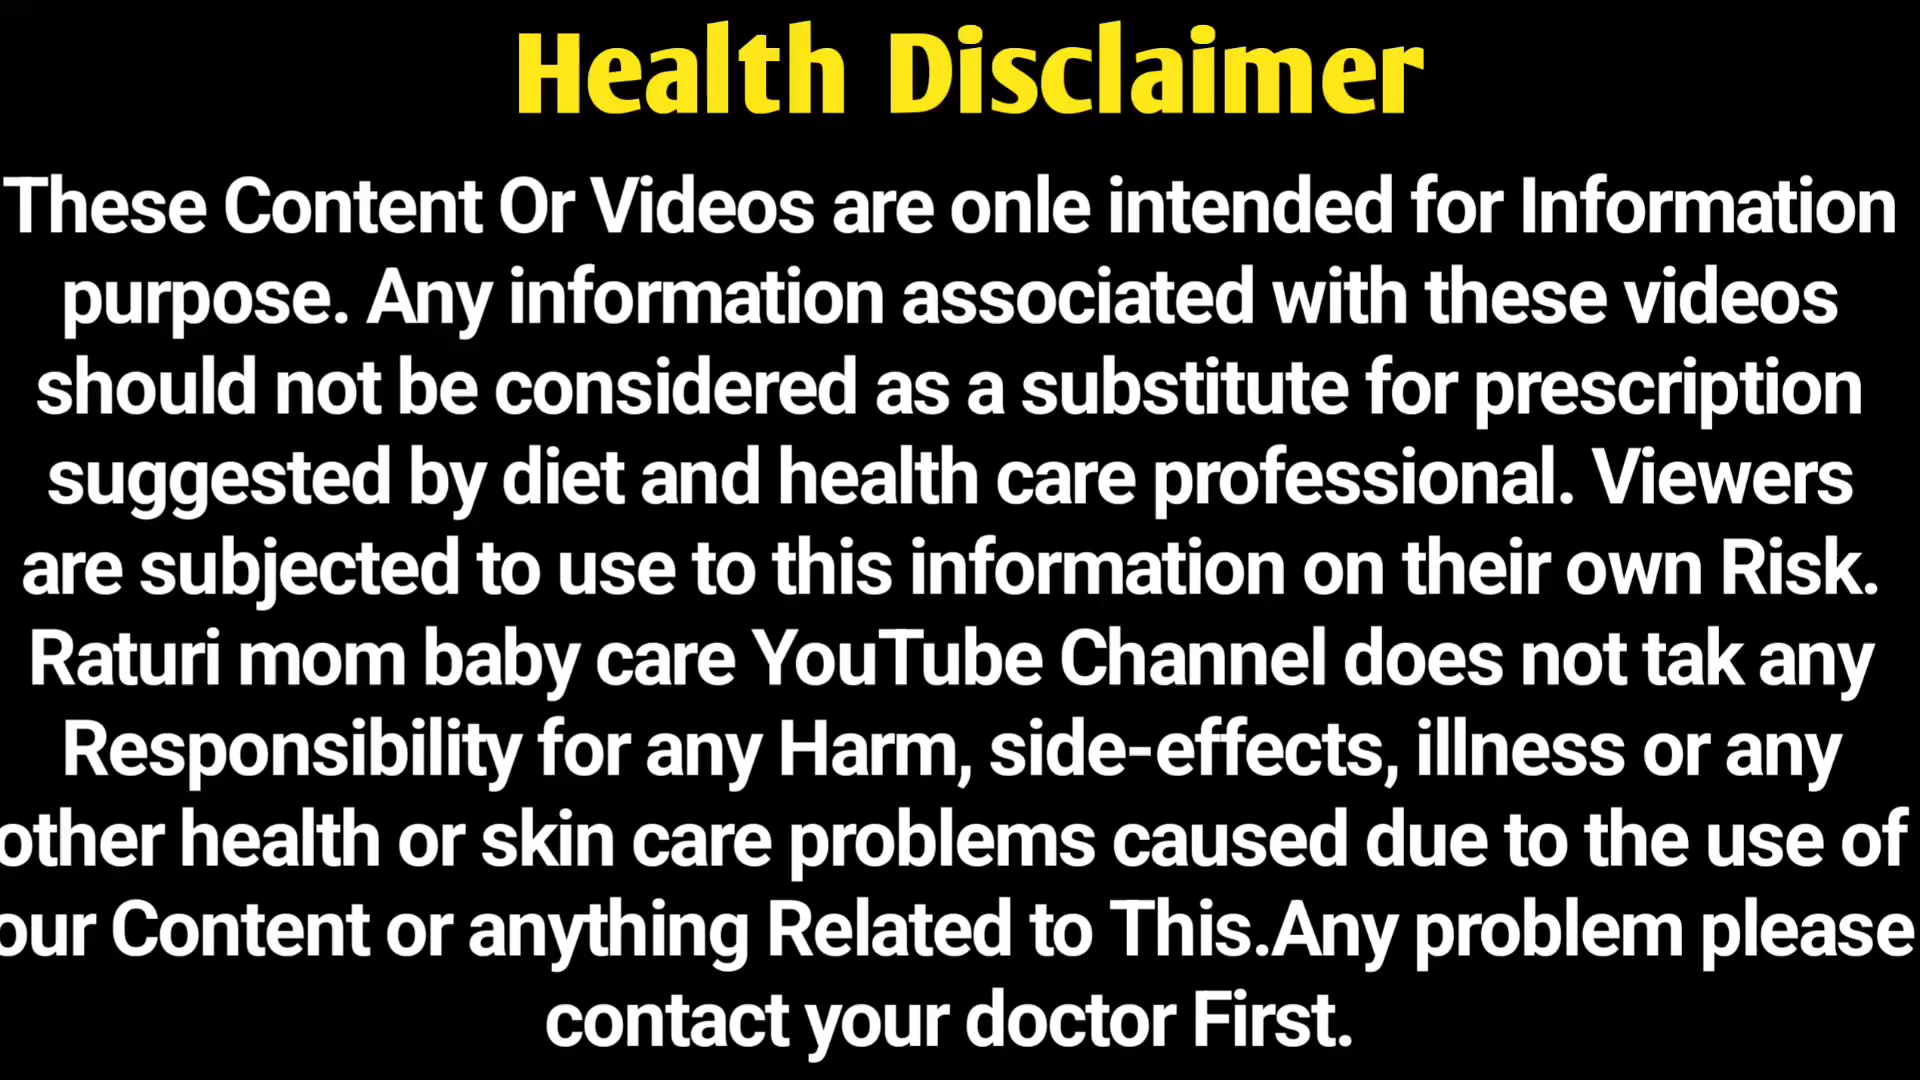 Health Disclaimer
These Content Or Videos are onle intended for Information
purpose. Any information associated with these videos
should not be considered as a substitute for prescription
suggested by diet and health care professional. Viewers
are subjected to use to this information on their own Risk.
Raturi mom baby care YouTube Channel does not tak any
Responsibility for any Harm, side-effects, illness or any
other health or skin care problems caused due to the use of
our Content or anything Related to This.Any problem please
contact your doctor First.